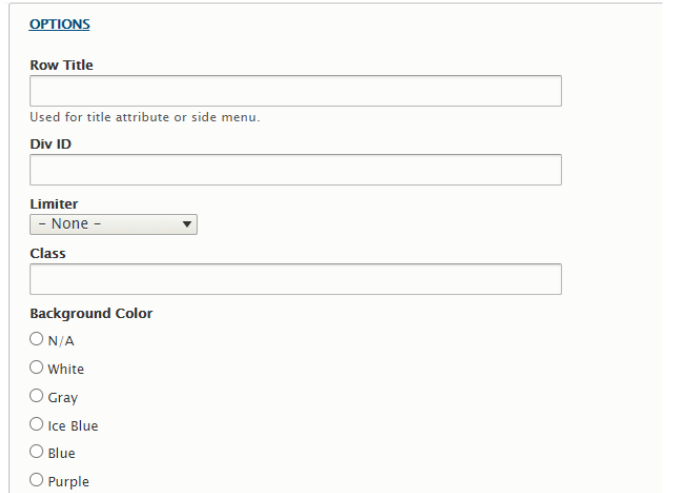 OPTIONS
Row Title
Used for title attribute or side menu.
Div ID
Limiter
– None –
Class
Background Color
N/A
White
Gray
Ice Blue
Blue
Purple